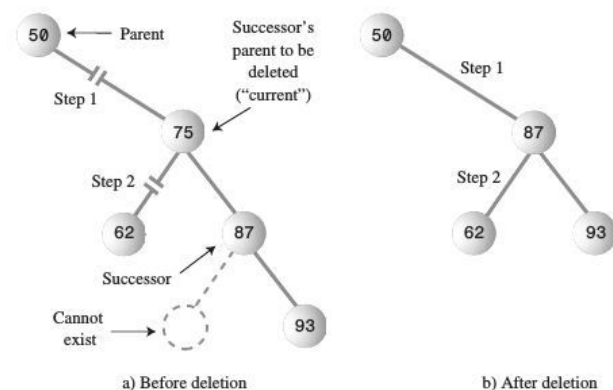 50
Parent
Successor's
parent to be
deleted
("current")
Step 1
75
Step 2
62
87
Successor
Cannot
exist
93
a) Before deletion
50
Step 1
87
Step 2
62
93
b) After deletion